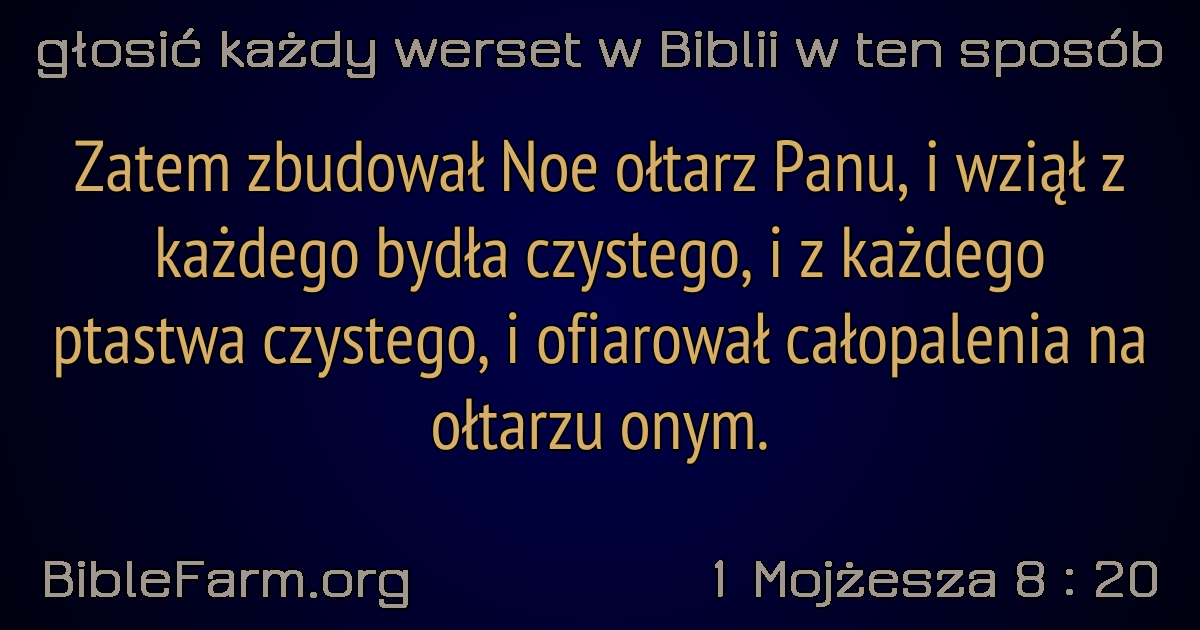 głosić każdy werset w Biblii w ten sposób
Zatem zbudował Noe ołtarz Panu, i wziął z
każdego bydła czystego, i z każdego
ptastwa czystego, i ofiarował całopalenia na
ołtarzu onym.
BibleFarm.org
1 Mojżesza 8 : 20